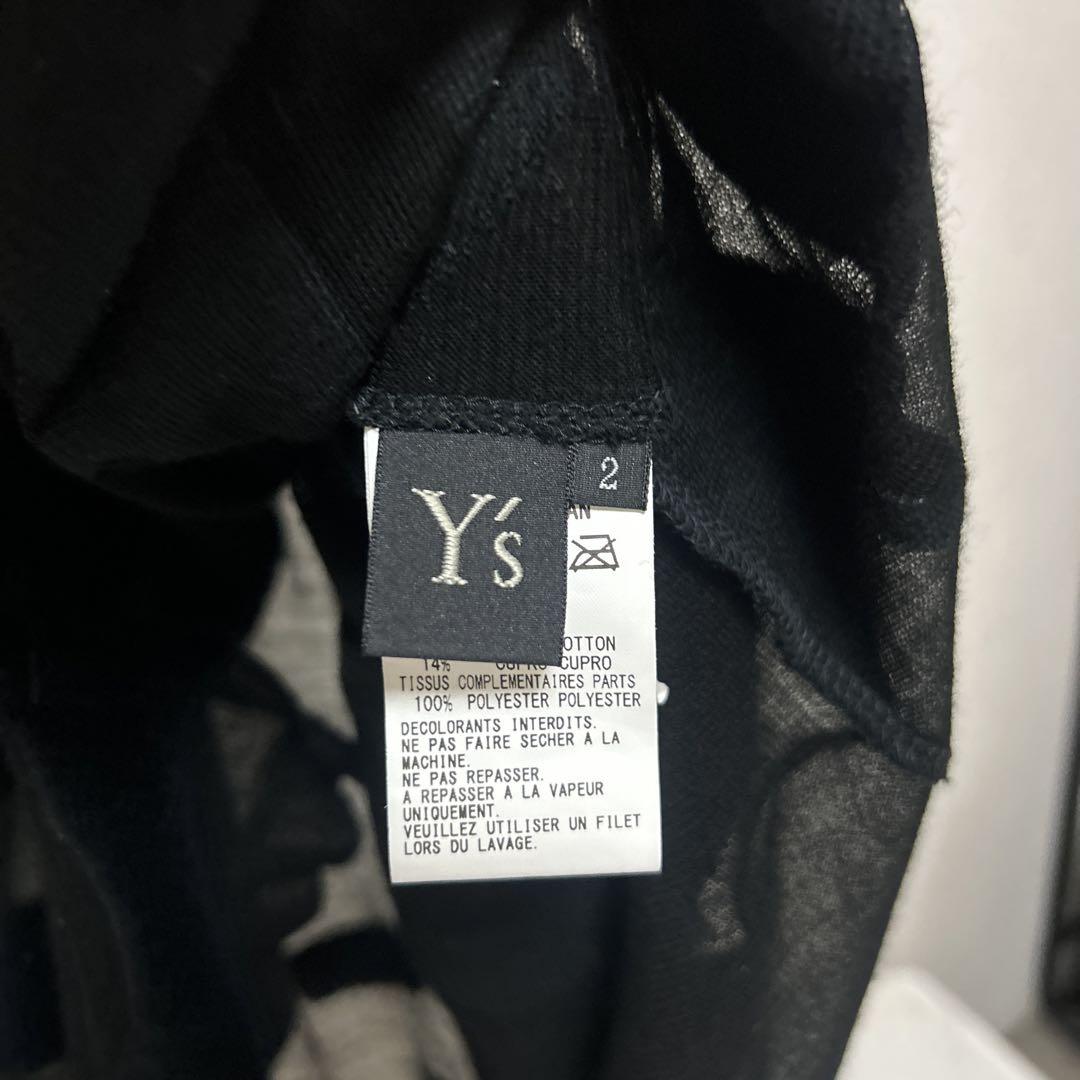 Y's
2
AN
OTTON
14% CUPRO CUPRO
TISSUS COMPLEMENTAIRES PARTS
100% POLYESTER POLYESTER
DECOLORANTS INTERDITS.
NE PAS FAIRE SECHER A LA
MACHINE.
NE PAS REPASSER.
A REPASSER A LA VAPEUR
UNIQUEMENT.
VEUILLEZ UTILISER UN FILET
LORS DU LAVAGE.